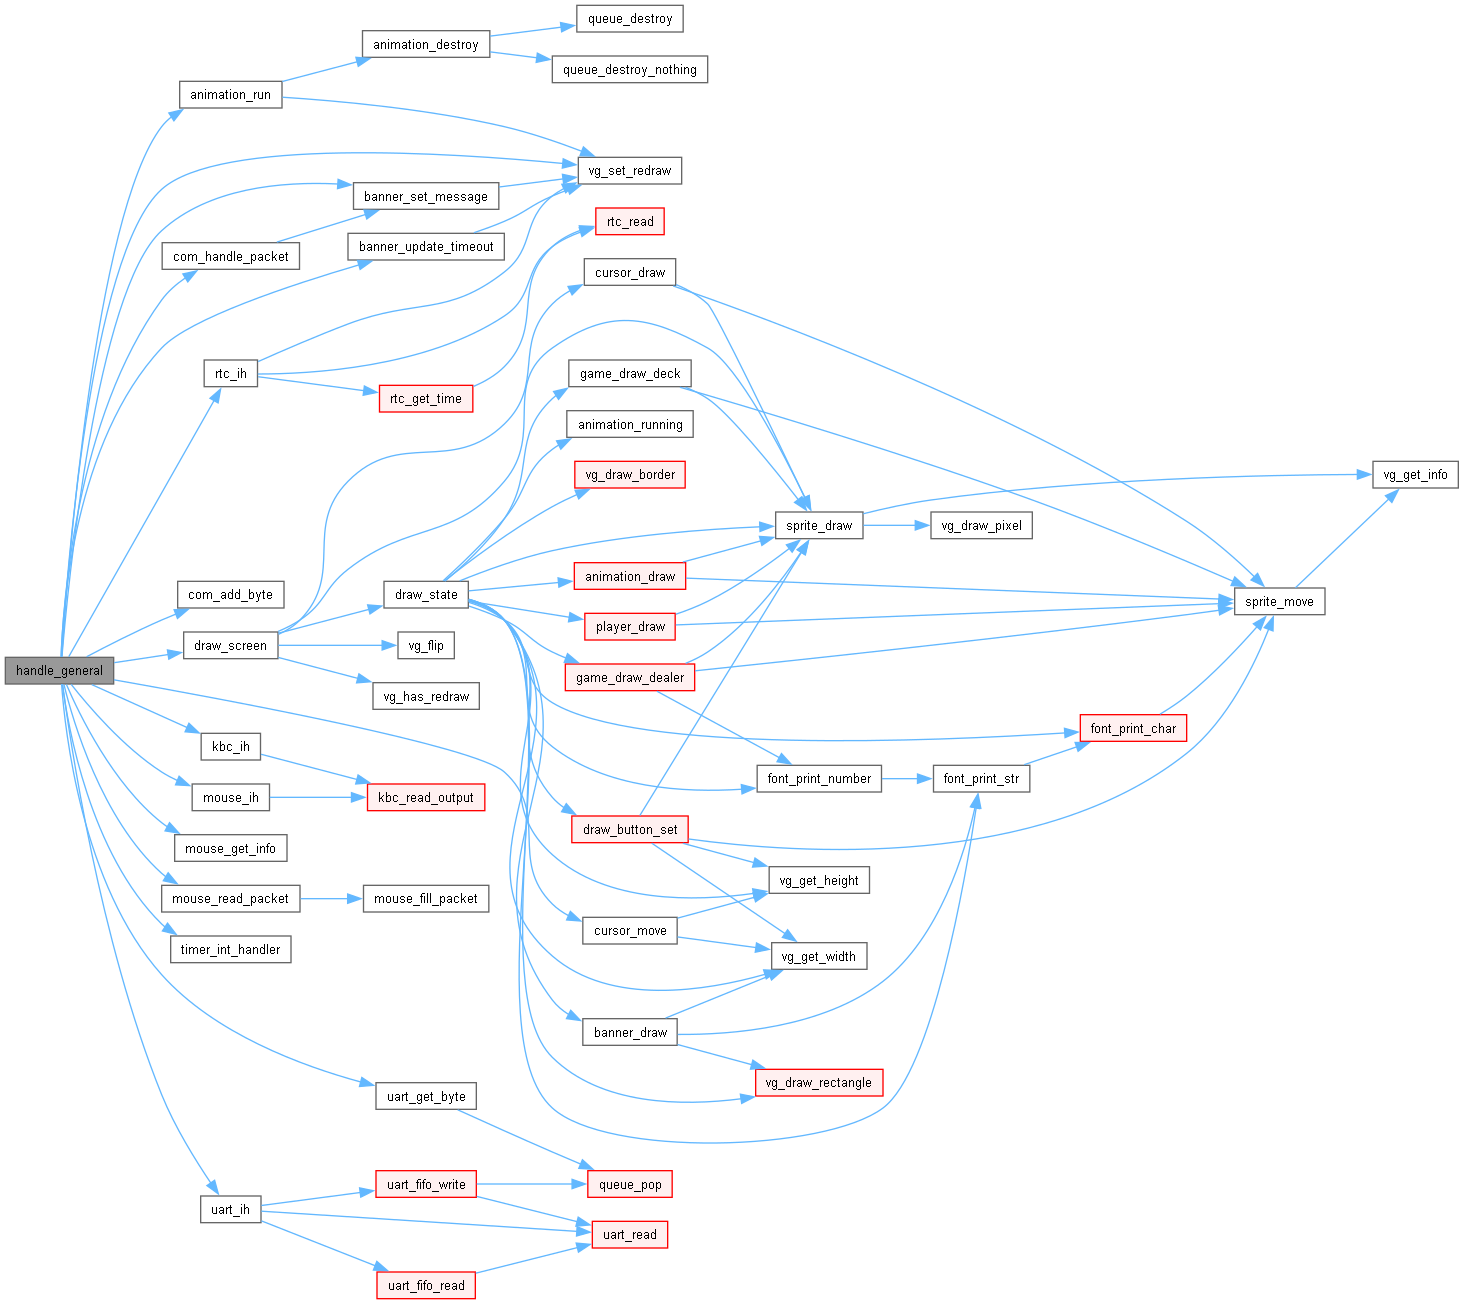 queue_destroy
animation_destroy
queue_destroy_nothing
animation_run
vg_set_redraw
banner_set_message
rtc_read
banner_update_timeout
com_handle_packet
cursor_draw
rtc_ih
game_draw_deck
rtc_get_time
animation_running
vg_draw_border
vg_get_info
sprite_draw
vg_draw_pixel
animation_draw
com_add_byte
draw_state
sprite_move
player_draw
draw_screen
vg_flip
handle_general
game_draw_dealer
vg_has_redraw
font_print_char
kbc_ih
font_print_number
font_print_str
mouse_ih
kbc_read_output
draw_button_set
mouse_get_info
vg_get_height
mouse_read_packet
mouse_fill_packet
cursor_move
timer_int_handler
vg_get_width
banner_draw
vg_draw_rectangle
uart_get_byte
uart_fifo_write
queue_pop
uart_ih
uart_read
uart_fifo_read